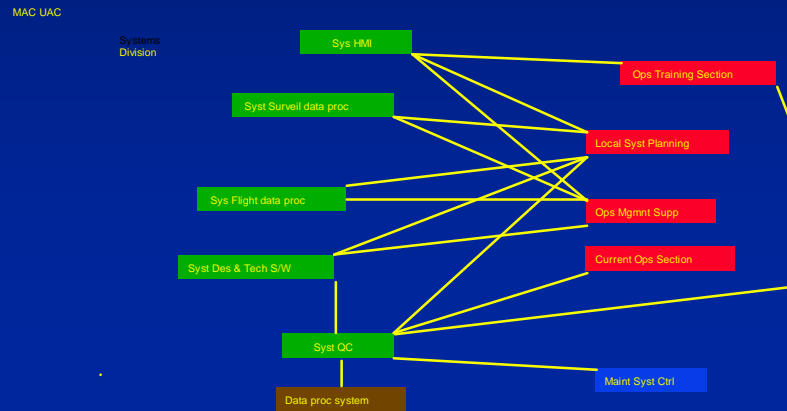 MAC UAC
Systems
Division
Sys HMI
Ops Training Section
Syst Surveil data proc
Local Syst Planning
Sys Flight data proc
Ops Mgmnt Supp
Current Ops Section
Syst Des & Tech S/W
Syst QC
Maint Syst Ctrl
Data proc system